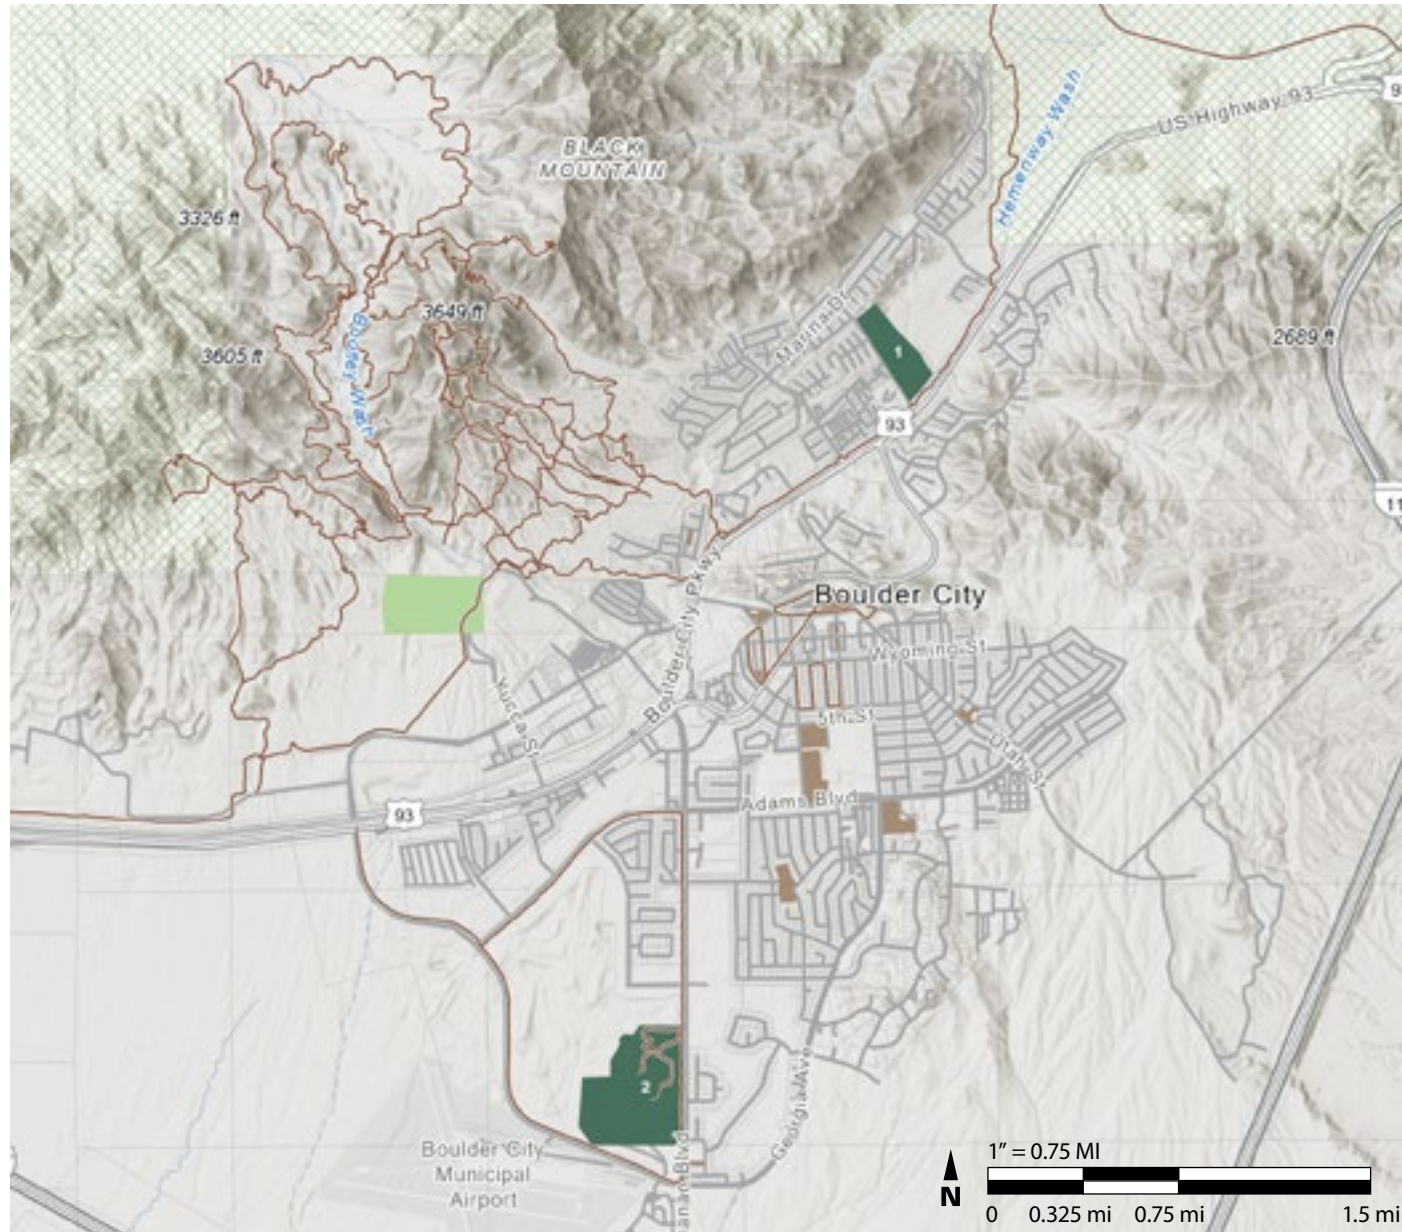 BLACK
MOUNTAIN
US Highway 93
Hemenway Wash
3326 ft
3649 ft
3605 ft
Marina Dr
1
2689 ft
93
11
Boulder City Pkwy
Boulder City
Wyoming St
Yucca St
5th St
Utah St
93
Adams Blvd
2
Georgia Ave
Boulder City
Municipal
Airport
1” = 0.75 MI
N
0 0.325 mi 0.75 mi 1.5 mi